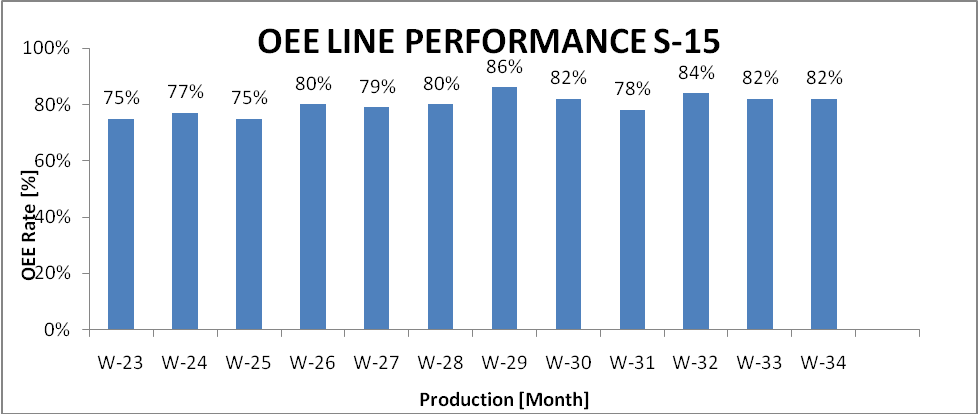 OEE LINE PERFORMANCE S-15
100%
80%
60%
40%
20%
0%
OEE Rate [%]
75% 77% 75% 80% 79% 80% 86% 82% 78% 84% 82% 82%
W-23 W-24 W-25 W-26 W-27 W-28 W-29 W-30 W-31 W-32 W-33 W-34
Production [Month]